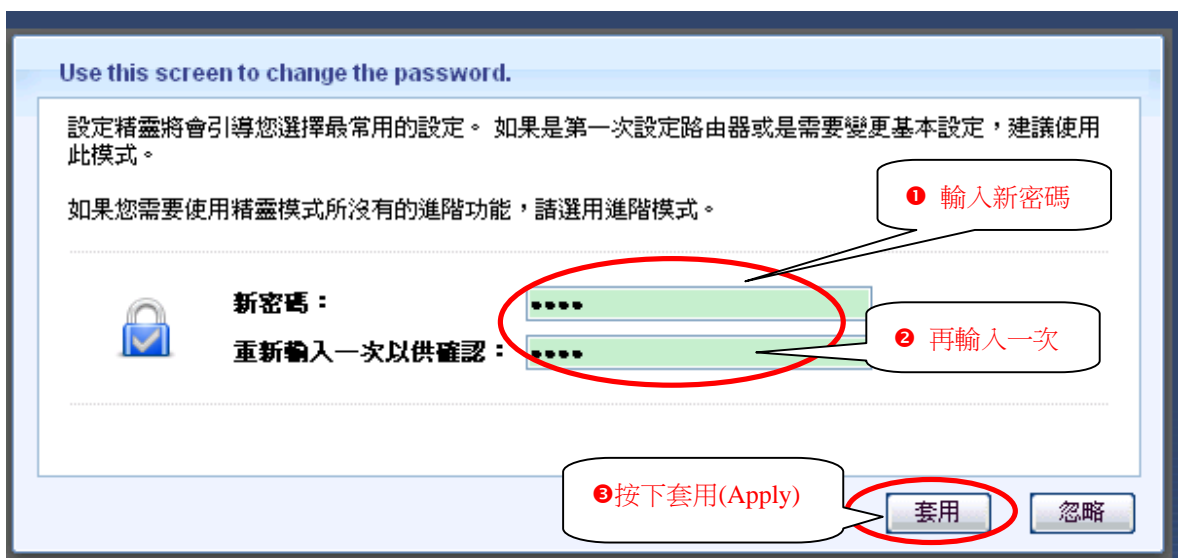 Use this screen to change the password.
設定精靈將會引導您選擇最常用的設定。 如果是第一次設定路由器或是需要變更基本設定,建議使用
此模式。
❶ 輸入新密碼
如果您需要使用精靈模式所沒有的進階功能,請選用進階模式。
新密碼: ••••
❷ 再輸入一次
重新輸入一次以供確認: ••••
❸按下套用(Apply)
套用 忽略